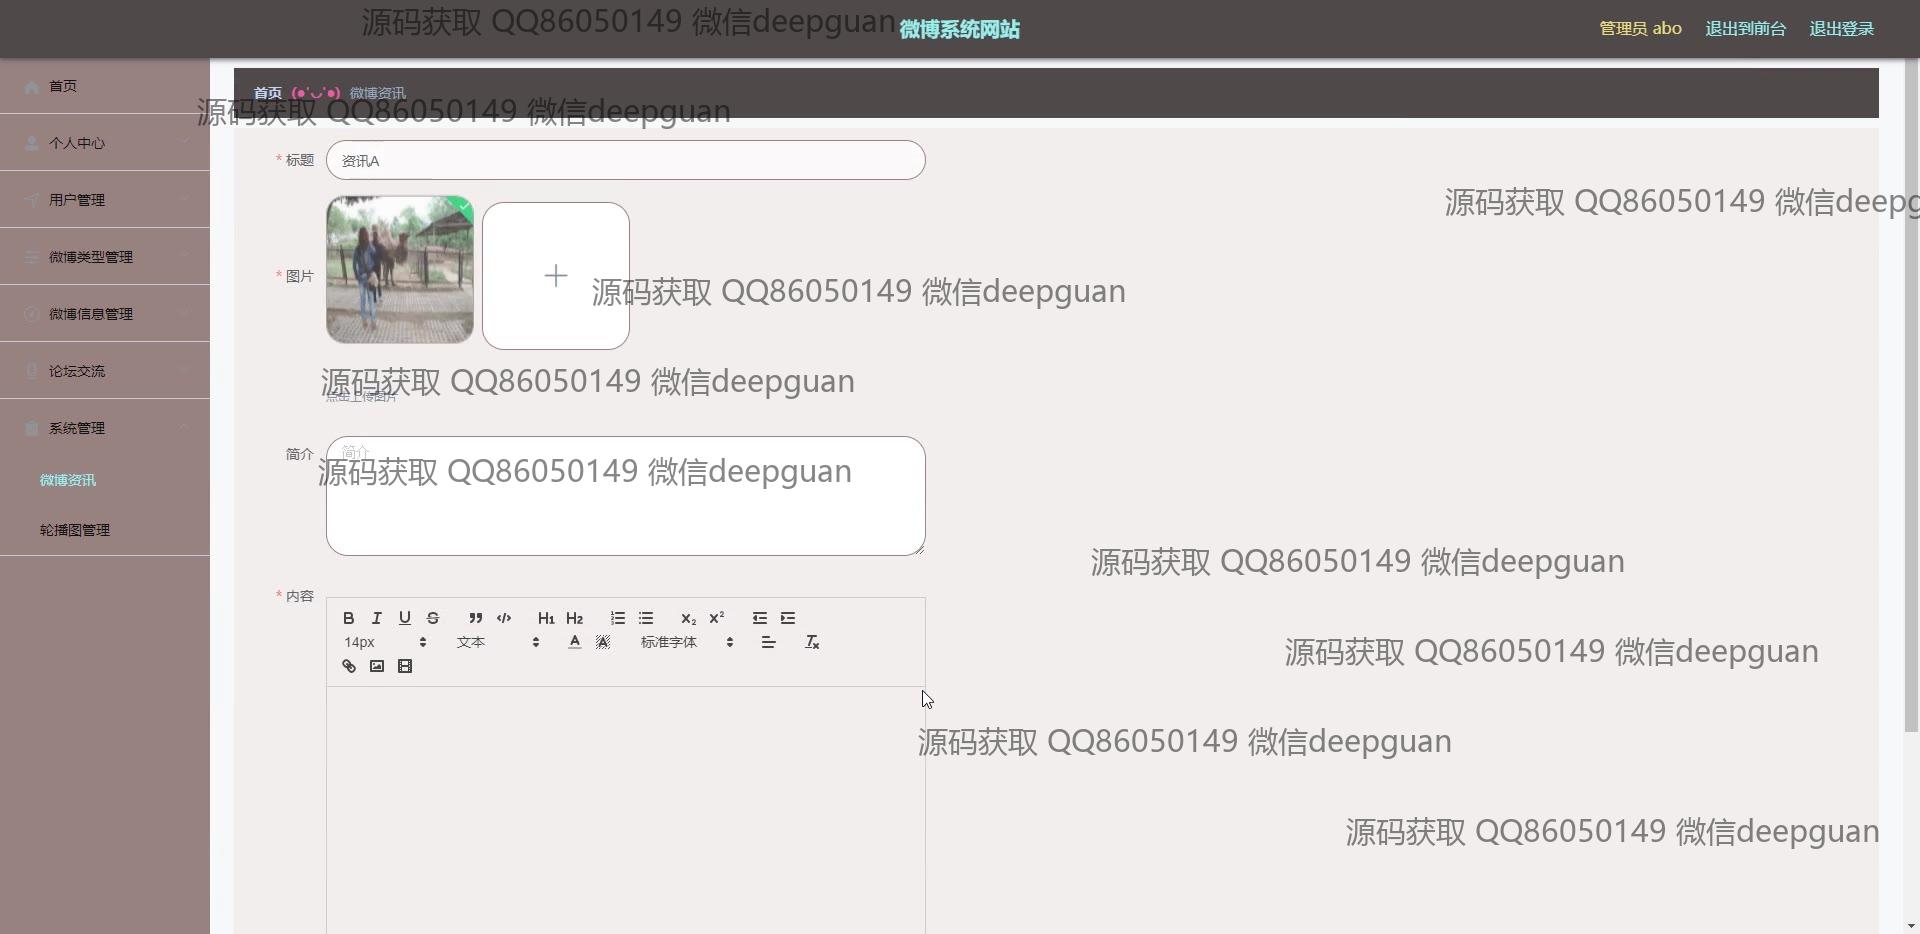 源码获取 QQ86050149 微信deepguan
微博系统网站
管理员 abo
退出到前台
退出登录
首页
个人中心
用户管理
微博类型管理
微博信息管理
论坛交流
系统管理
微博资讯
轮播图管理
首页 (●'◡'●) 微博资讯
源码获取 QQ86050149 微信deepguan
* 标题
资讯A
源码获取 QQ86050149 微信deepg
* 图片
源码获取 QQ86050149 微信deepguan
源码获取 QQ86050149 微信deepguan
点击上传图片
简介
简介
源码获取 QQ86050149 微信deepguan
源码获取 QQ86050149 微信deepguan
* 内容
B I U S H1 H2 x2 x2
14px 文本 A A 标准字体 Tx
源码获取 QQ86050149 微信deepguan
源码获取 QQ86050149 微信deepguan
源码获取 QQ86050149 微信deepguan